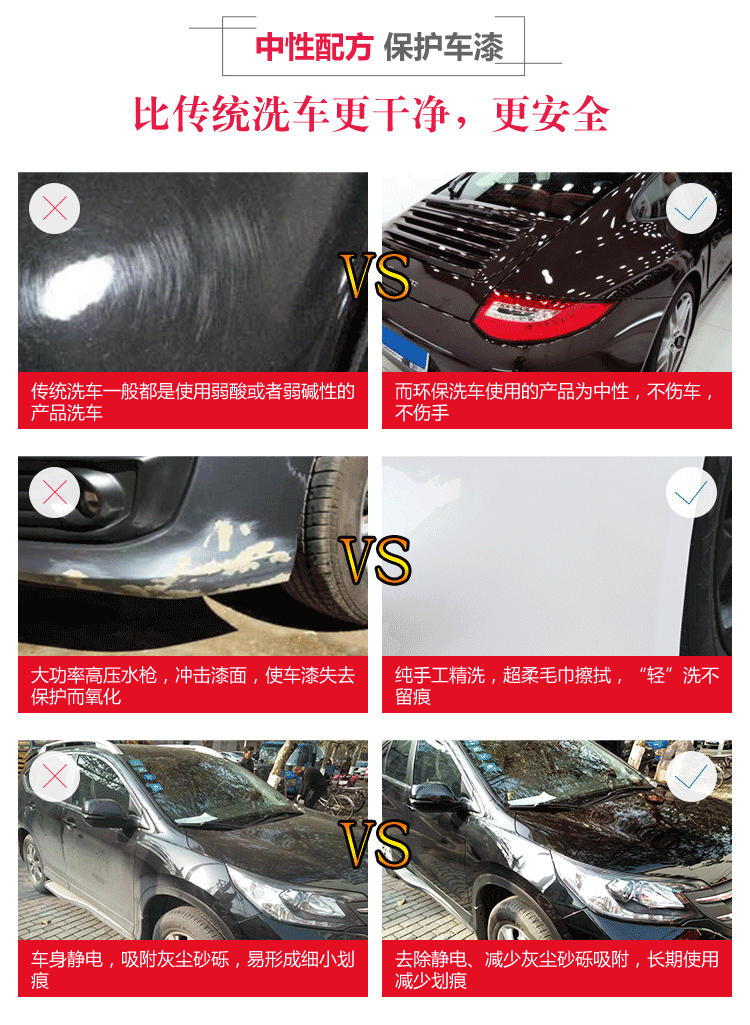 中性配方 保护车漆
比传统洗车更干净，更安全
VS
传统洗车一般都是使用弱酸或者弱碱性的
产品洗车
而环保洗车使用的产品为中性，不伤车，
不伤手
VS
大功率高压水枪，冲击漆面，使车漆失去
保护而氧化
纯手工精洗，超柔毛巾擦拭，“轻”洗不
留痕
VS
车身静电，吸附灰尘砂砾，易形成细小划
痕
去除静电、减少灰尘砂砾吸附，长期使用
减少划痕